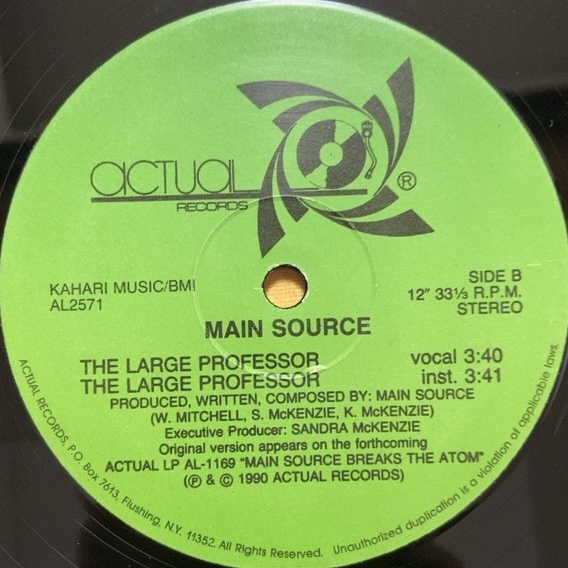 actual
RECORDS
®
KAHARI MUSIC/BMI
AL2571
SIDE B
12" 33⅓ R.P.M.
STEREO
MAIN SOURCE
THE LARGE PROFESSOR vocal 3:40
THE LARGE PROFESSOR inst. 3:41
PRODUCED, WRITTEN, COMPOSED BY: MAIN SOURCE
(W. MITCHELL, S. McKENZIE, K. McKENZIE)
Executive Producer: SANDRA McKENZIE
Original version appears on the forthcoming
ACTUAL LP AL-1169 "MAIN SOURCE BREAKS THE ATOM"
(℗ & © 1990 ACTUAL RECORDS)
ACTUAL RECORDS, P.O. Box 7613, Flushing, N.Y. 11352. All Rights Reserved. Unauthorized duplication is a violation of applicable laws.